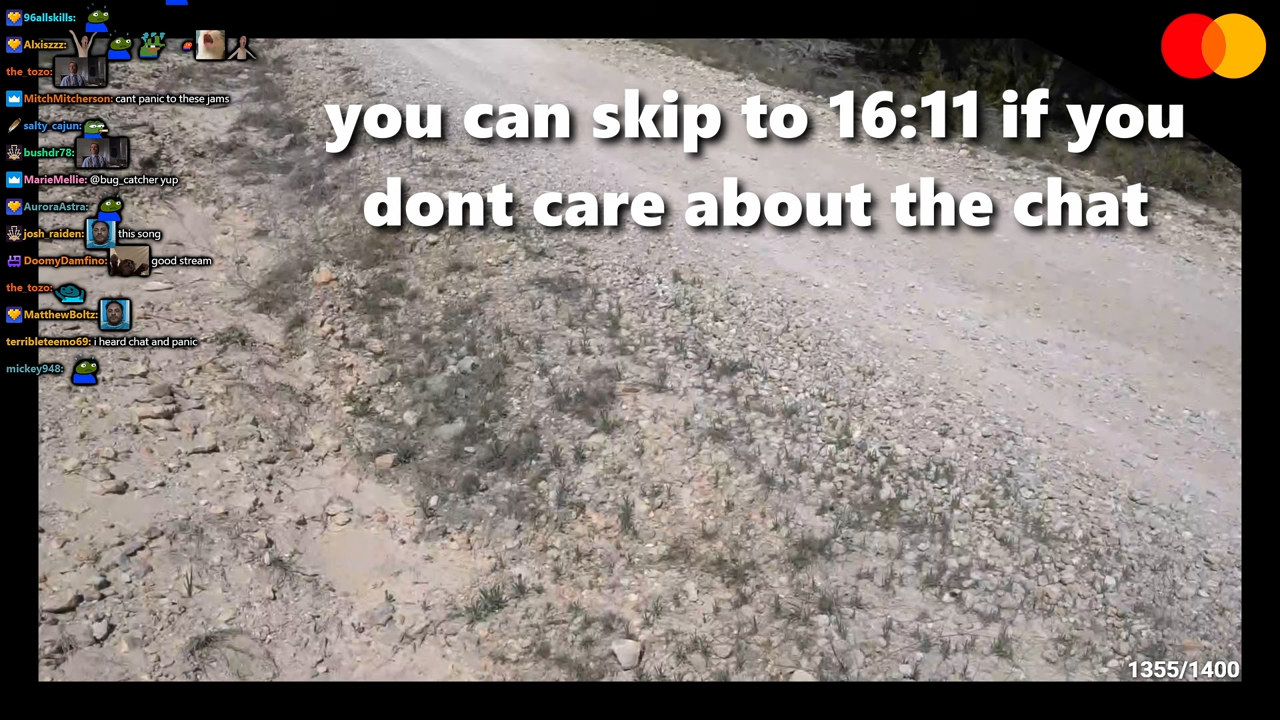 96allskills:
Alxiszzz:
the_tozo:
MitchMitcherson: cant panic to these jams
salty_cajun:
bushdr78:
MarieMellie: @bug_catcher yup
AuroraAstra:
josh_raiden: this song
DoomyDamfino: good stream
the_tozo:
MatthewBoltz:
terribleteemo69: i heard chat and panic
mickey948:
you can skip to 16:11 if you
dont care about the chat
1355/1400